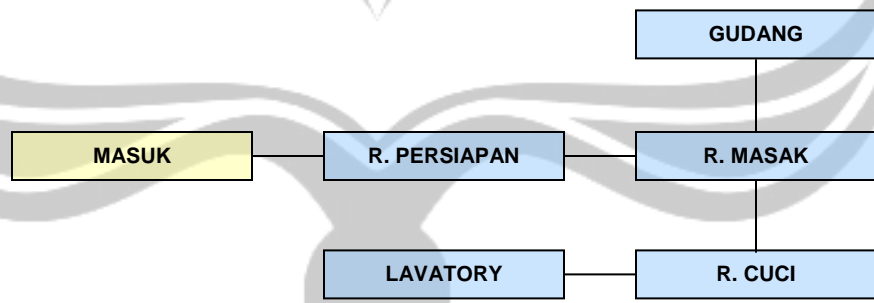 GUDANG
MASUK
R. PERSIAPAN
R. MASAK
LAVATORY
R. CUCI